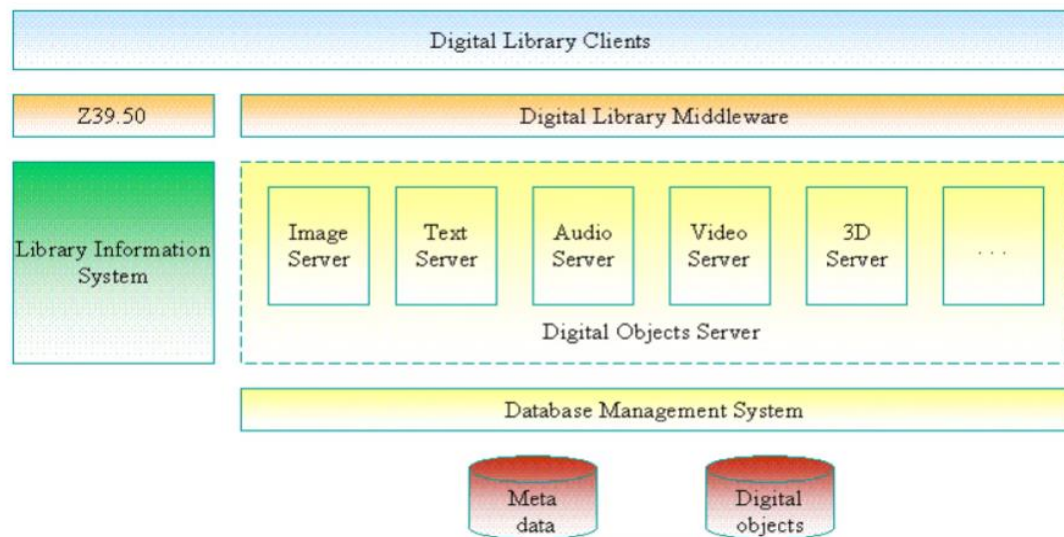 Digital Library Clients
Z39.50
Digital Library Middleware
Library Information
System
Image
Server
Text
Server
Audio
Server
Video
Server
3D
Server
. . .
Digital Objects Server
Database Management System
Meta
data
Digital
objects